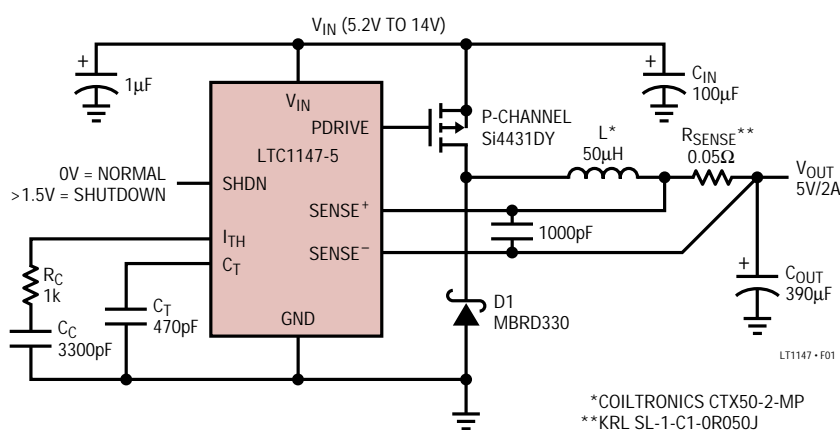 VIN (5.2V TO 14V)
+
1µF
VIN
PDRIVE
LTC1147-5
P-CHANNEL
Si4431DY
+
CIN
100µF
L*
50µH
RSENSE**
0.05Ω
VOUT
5V/2A
0V = NORMAL
>1.5V = SHUTDOWN
SHDN
SENSE+
SENSE–
1000pF
ITH
CT
RC
1k
CC
3300pF
CT
470pF
GND
D1
MBRD330
+
COUT
390µF
LT1147 • F01
*COILTRONICS CTX50-2-MP
**KRL SL-1-C1-0R050J